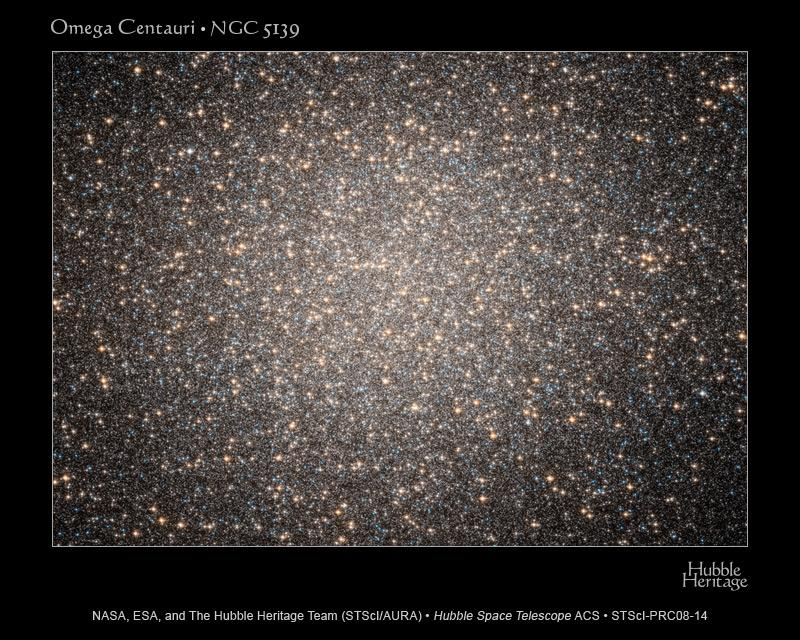 Omega Centauri • NGC 5139
Hubble
Heritage
NASA, ESA, and The Hubble Heritage Team (STScI/AURA) • Hubble Space Telescope ACS • STScI-PRC08-14